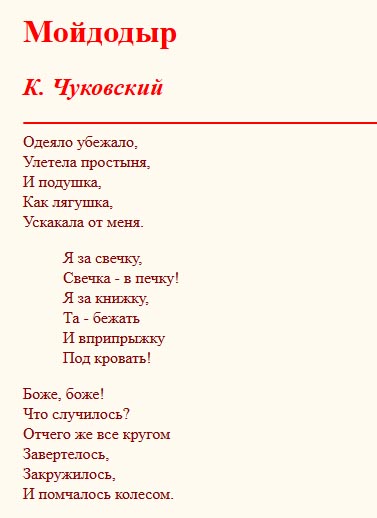 Мойдодыр
К. Чуковский
Одеяло убежало,
Улетела простыня,
И подушка,
Как лягушка,
Ускакала от меня.
Я за свечку,
Свечка - в печку!
Я за книжку,
Та - бежать
И вприпрыжку
Под кровать!
Боже, боже!
Что случилось?
Отчего же все кругом
Завертелось,
Закружилось,
И помчалось колесом.